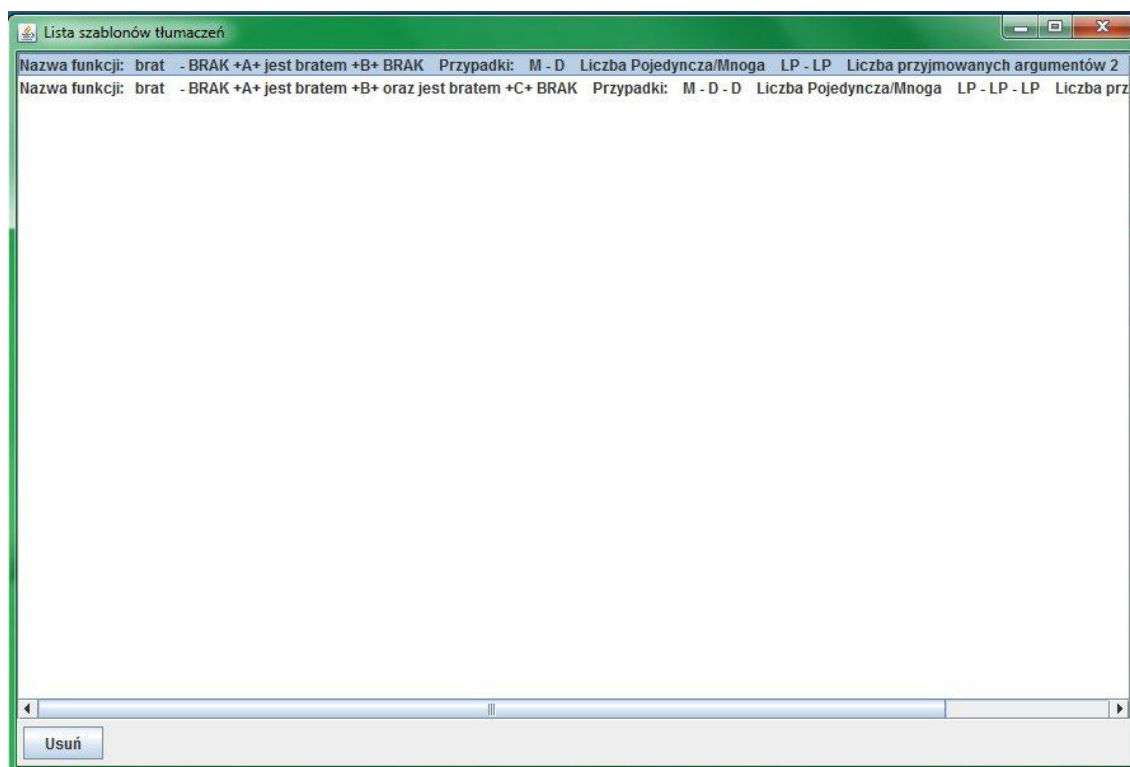 Lista szablonów tłumaczeń
Nazwa funkcji: brat - BRAK +A+ jest bratem +B+ BRAK Przypadki: M - D Liczba Pojedyncza/Mnoga LP - LP Liczba przyjmowanych argumentów 2
Nazwa funkcji: brat - BRAK +A+ jest bratem +B+ oraz jest bratem +C+ BRAK Przypadki: M - D - D Liczba Pojedyncza/Mnoga LP - LP - LP Liczba prz
Usuń